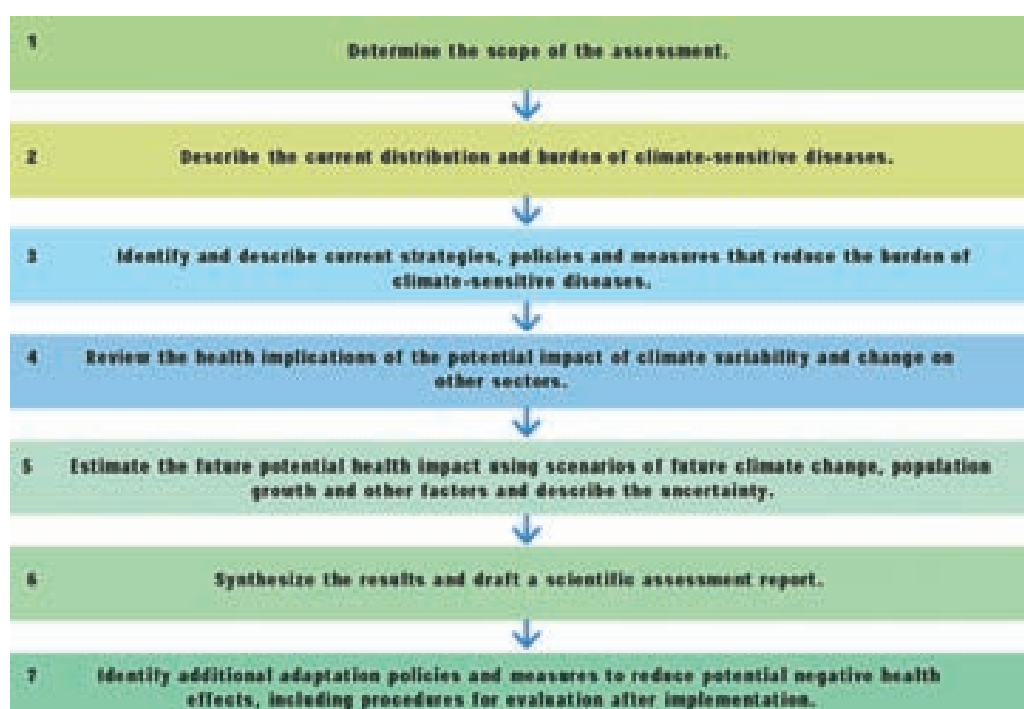 1
Determine the scope of the assessment.
2
Describe the current distribution and burden of climate-sensitive diseases.
3
Identify and describe current strategies, policies and measures that reduce the burden of
climate-sensitive diseases.
4
Review the health implications of the potential impact of climate variability and change on
other sectors.
5
Estimate the future potential health impact using scenarios of future climate change, population
growth and other factors and describe the uncertainty.
6
Synthesize the results and draft a scientific assessment report.
7
Identify additional adaptation policies and measures to reduce potential negative health
effects, including procedures for evaluation after implementation.